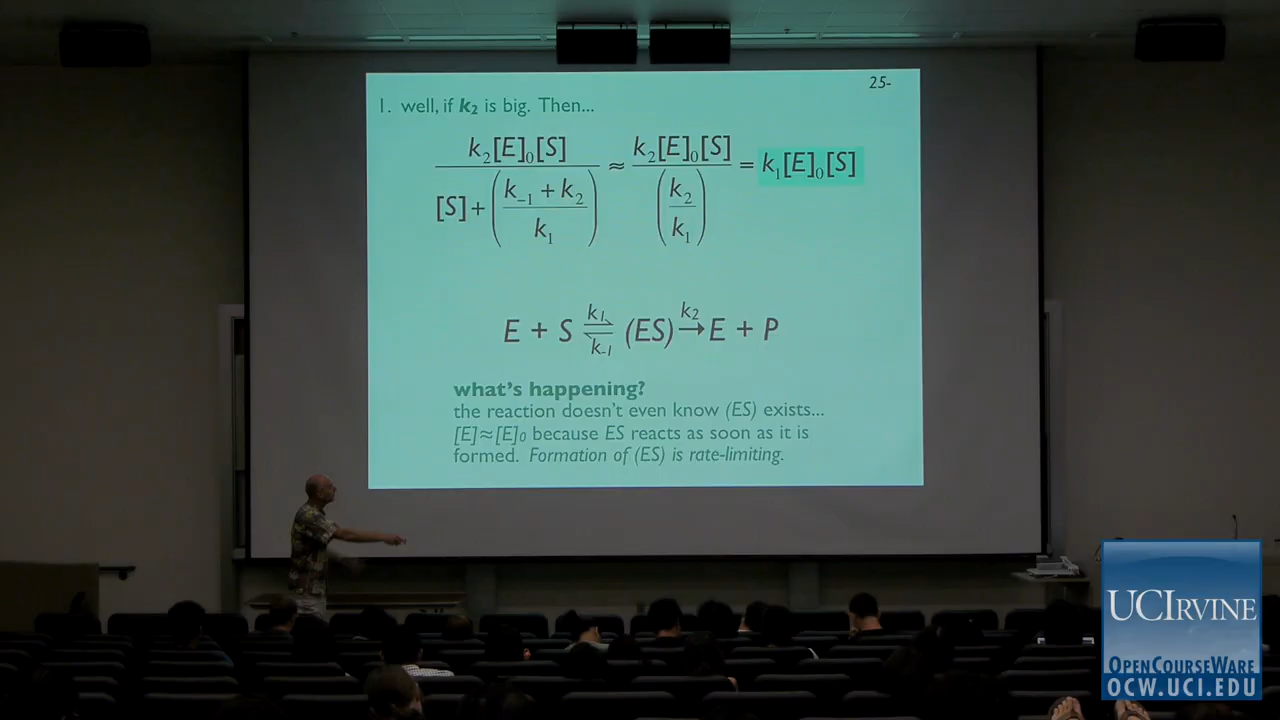 25-
1. well, if k₂ is big. Then...
k₂[E]₀[S] / ([S]+((k₋₁ + k₂)/k₁)) ≈ k₂[E]₀[S] / (k₂/k₁) = k₁[E]₀[S]
E + S ⇌ (ES) → E + P
k₁ k₂
k₋₁
what's happening?
the reaction doesn't even know (ES) exists...
[E]≈[E]₀ because ES reacts as soon as it is
formed. Formation of (ES) is rate-limiting.
UCIRVINE
OPENCOURSEWARE
OCW.UCI.EDU